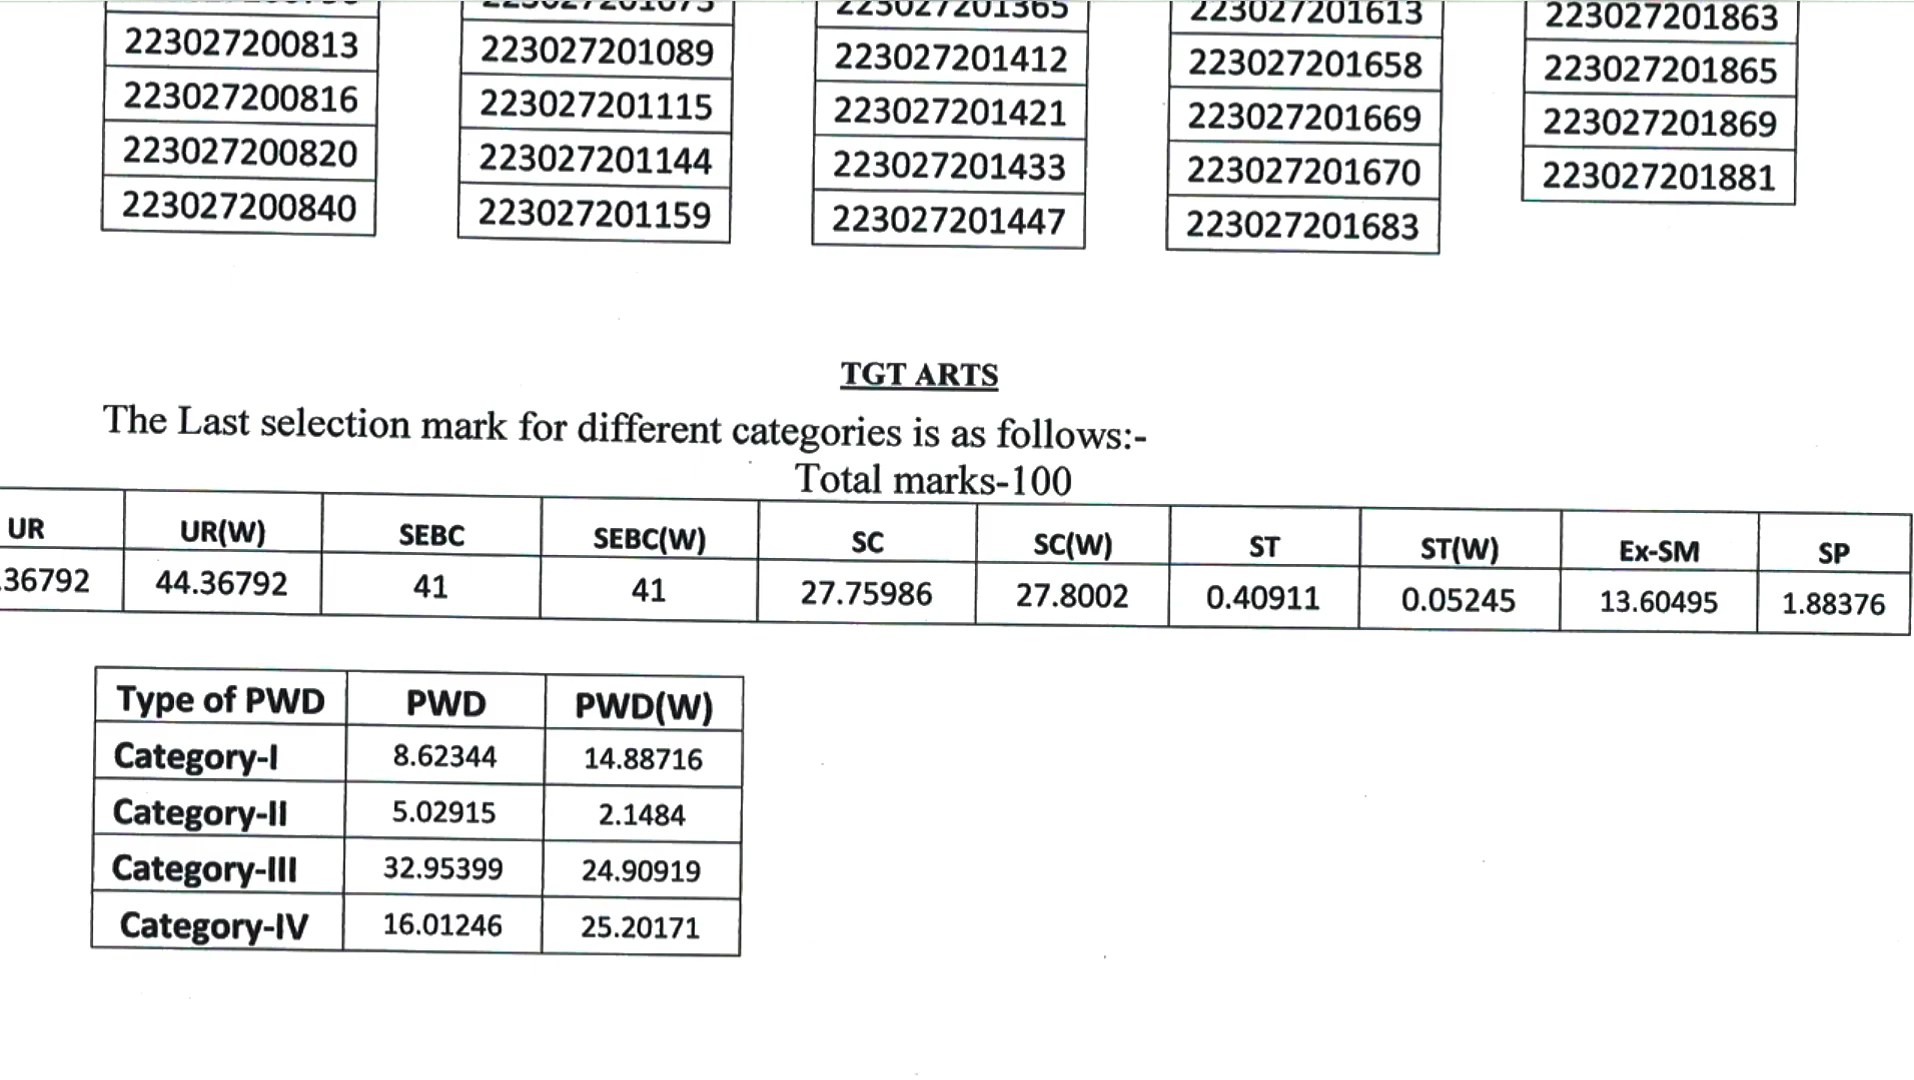 223027201365 223027201613 223027201863
223027200813 223027201089 223027201412 223027201658 223027201865
223027200816 223027201115 223027201421 223027201669 223027201869
223027200820 223027201144 223027201433 223027201670 223027201881
223027200840 223027201159 223027201447 223027201683
TGT ARTS
The Last selection mark for different categories is as follows:-
Total marks-100
UR UR(W) SEBC SEBC(W) SC SC(W) ST ST(W) Ex-SM SP
.36792 44.36792 41 41 27.75986 27.8002 0.40911 0.05245 13.60495 1.88376
Type of PWD PWD PWD(W)
Category-I 8.62344 14.88716
Category-II 5.02915 2.1484
Category-III 32.95399 24.90919
Category-IV 16.01246 25.20171